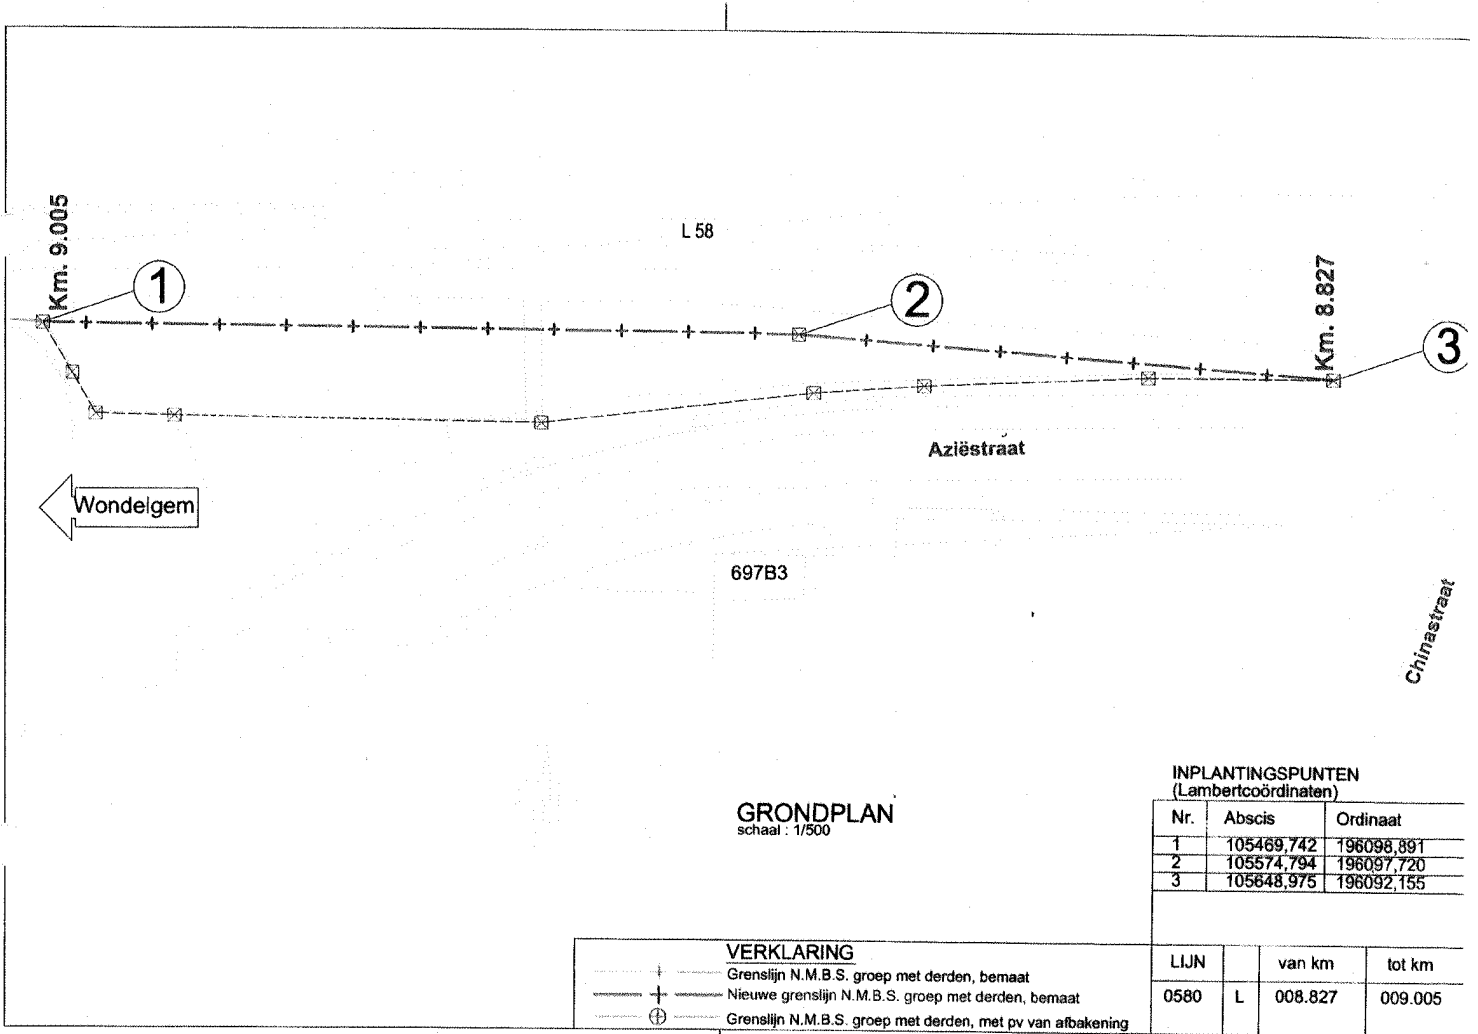 Km. 9.005
1
L 58
2
Km. 8.827
3
Aziëstraat
Wondelgem
697B3
Chinastraat
GRONDPLAN
schaal : 1/500
INPLANTINGSPUNTEN
(Lambertcoördinaten)
Nr. Abscis Ordinaat
1 105469,742 196098,891
2 105574,794 196097,720
3 105648,975 196092,155
VERKLARING
Grenslijn N.M.B.S. groep met derden, bemaat
Nieuwe grenslijn N.M.B.S. groep met derden, bemaat
Grenslijn N.M.B.S. groep met derden, met pv van afbakening
LIJN van km tot km
0580 L 008.827 009.005